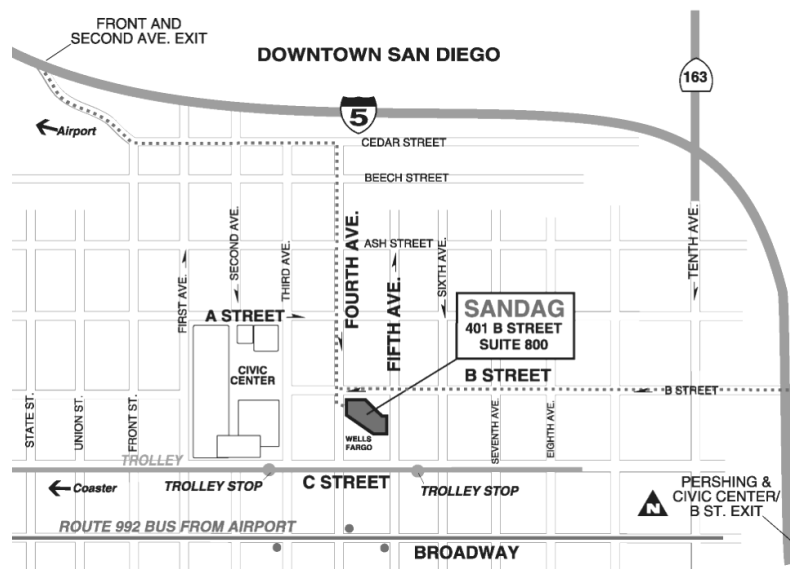 FRONT AND
SECOND AVE. EXIT
DOWNTOWN SAN DIEGO
163
5
Airport
CEDAR STREET
BEECH STREET
ASH STREET
FIRST AVE.
SECOND AVE.
THIRD AVE.
FOURTH AVE.
FIFTH AVE.
SIXTH AVE.
TENTH AVE.
A STREET
SANDAG
401 B STREET
SUITE 800
CIVIC
CENTER
B STREET
B STREET
STATE ST.
UNION ST.
FRONT ST.
WELLS
FARGO
SEVENTH AVE.
EIGHTH AVE.
TROLLEY
Coaster
TROLLEY STOP
C STREET
TROLLEY STOP
PERSHING &
CIVIC CENTER/
B ST. EXIT
N
ROUTE 992 BUS FROM AIRPORT
BROADWAY